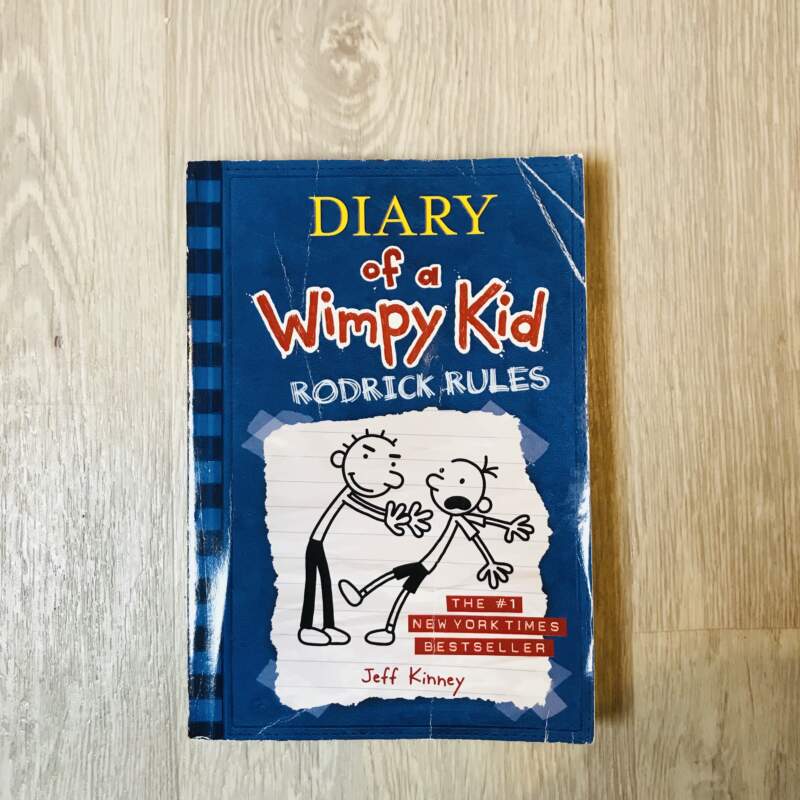 DIARY
of a
Wimpy Kid
RODRICK RULES
THE #1
NEW YORK TIMES
BESTSELLER
Jeff Kinney